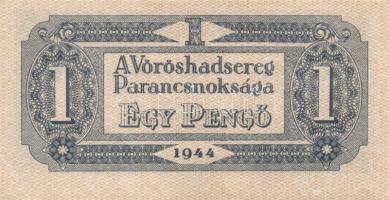 1
A Vöröshadsereg
1 Parancsnoksága 1
EGY PENGŐ
1944